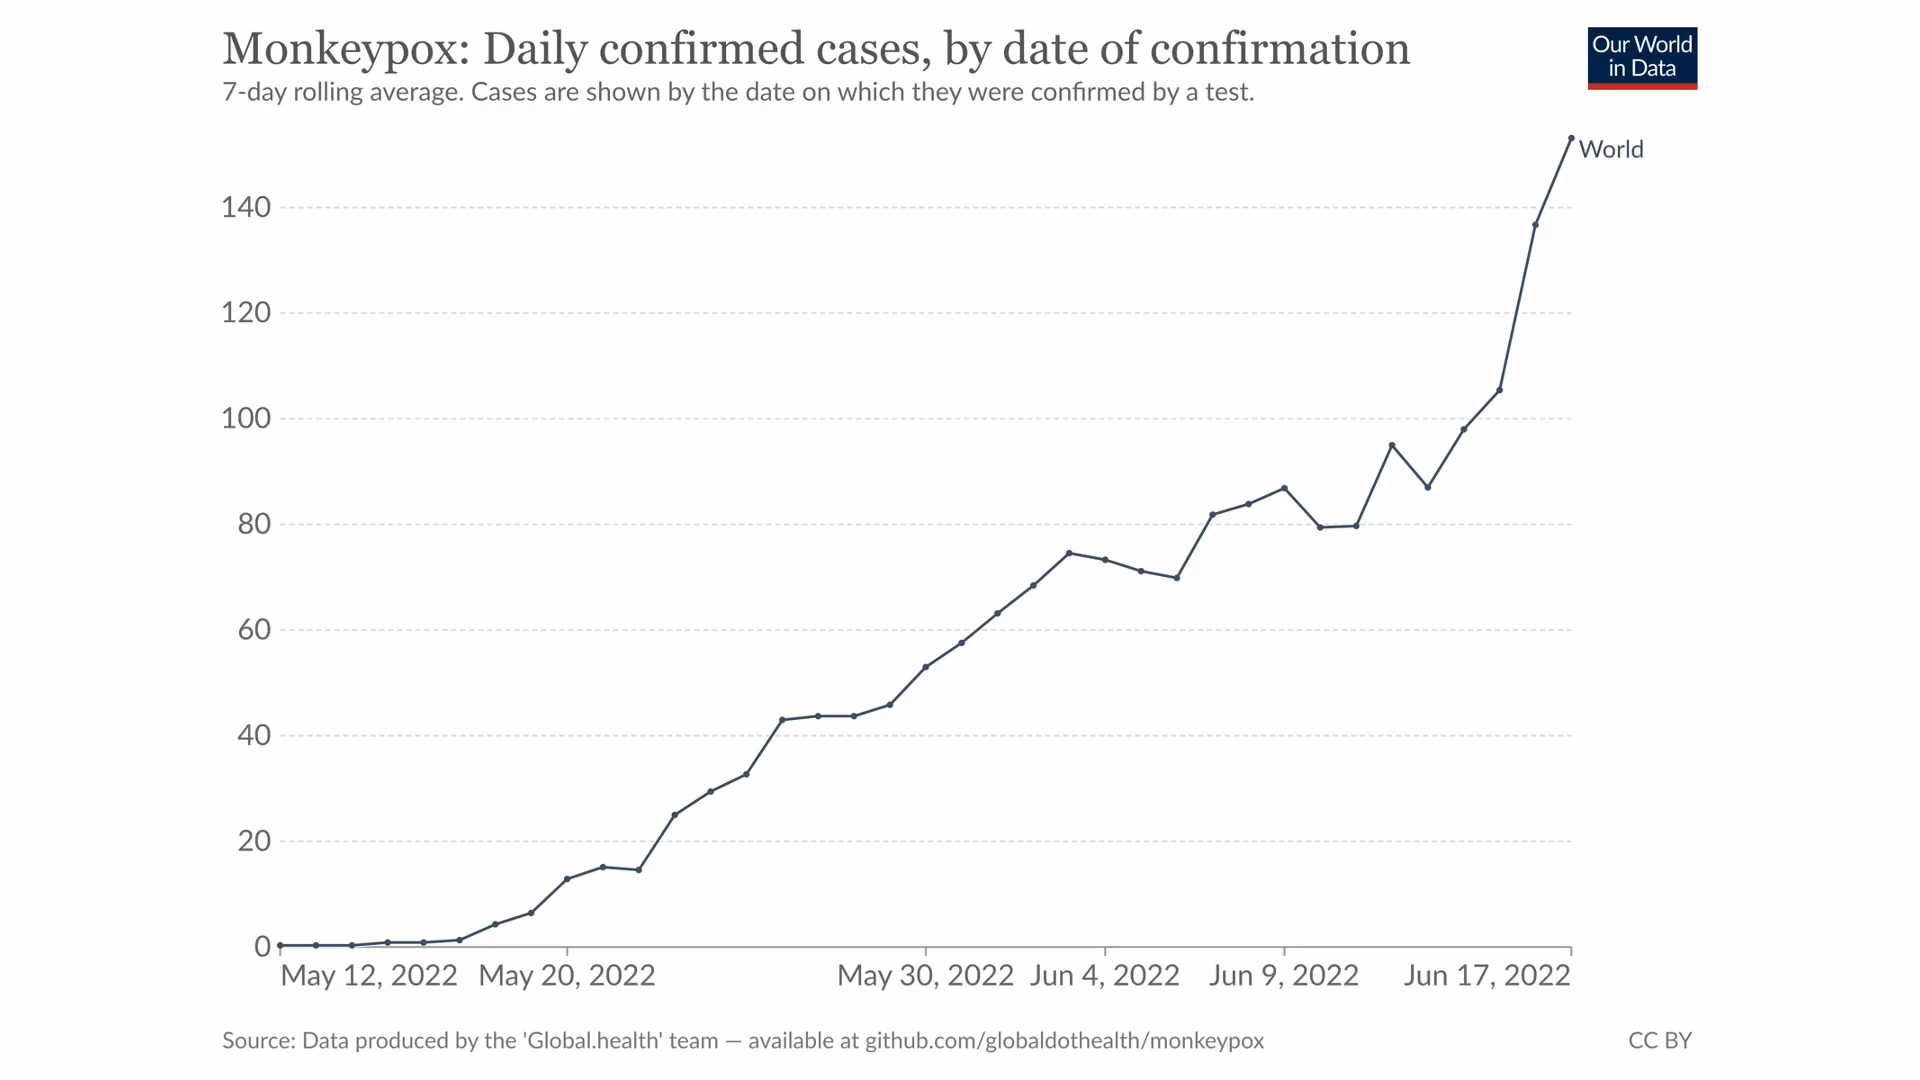 Monkeypox: Daily confirmed cases, by date of confirmation
7-day rolling average. Cases are shown by the date on which they were confirmed by a test.
Our World
in Data
World
140
120
100
80
60
40
20
0
May 12, 2022 May 20, 2022 May 30, 2022 Jun 4, 2022 Jun 9, 2022 Jun 17, 2022
Source: Data produced by the 'Global.health' team — available at github.com/globaldothealth/monkeypox
CC BY